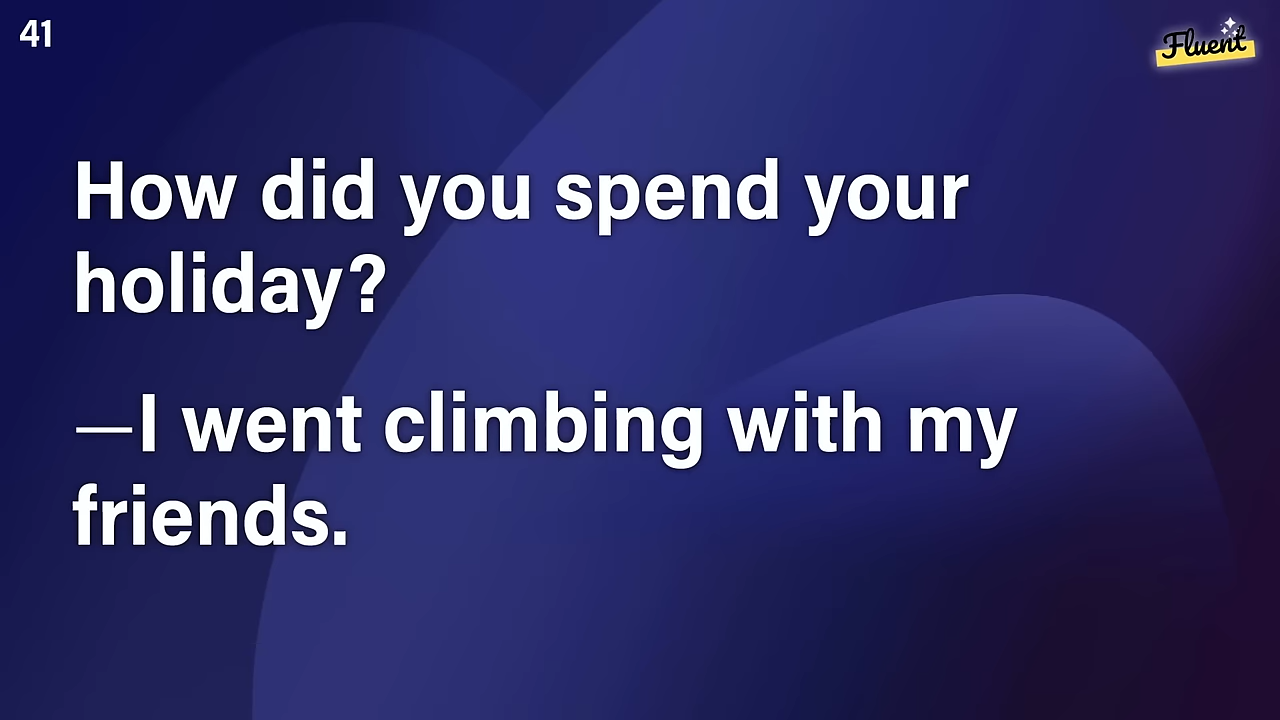 41
Fluent
How did you spend your
holiday?
—I went climbing with my
friends.